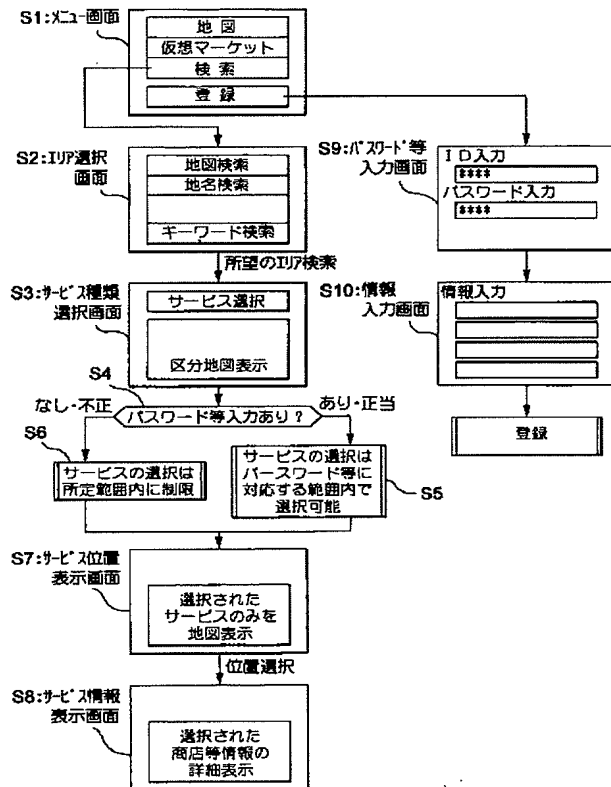 S1:ﾒﾆｭｰ画面
地 図
仮想マーケット
検 索
登 録
S2:ｴﾘｱ選択
画面
地図検索
地名検索
キーワード検索
所望のｴﾘｱ検索
S3:ｻｰﾋﾞｽ種類
選択画面
サービス選択
区分地図表示
S4
パスワード等入力あり?
なし・不正
あり・正当
S6
サービスの選択は
所定範囲内に制限
サービスの選択は
パースワード等に
対応する範囲内で
選択可能
S5
S7:ｻｰﾋﾞｽ位置
表示画面
選択された
サービスのみを
地図表示
位置選択
S8:ｻｰﾋﾞｽ情報
表示画面
選択された
商店等情報の
詳細表示
S9:ﾊﾟｽﾜｰﾄﾞ等
入力画面
ID入力
****
パスワード入力
****
S10:情報
入力画面
情報入力
登録